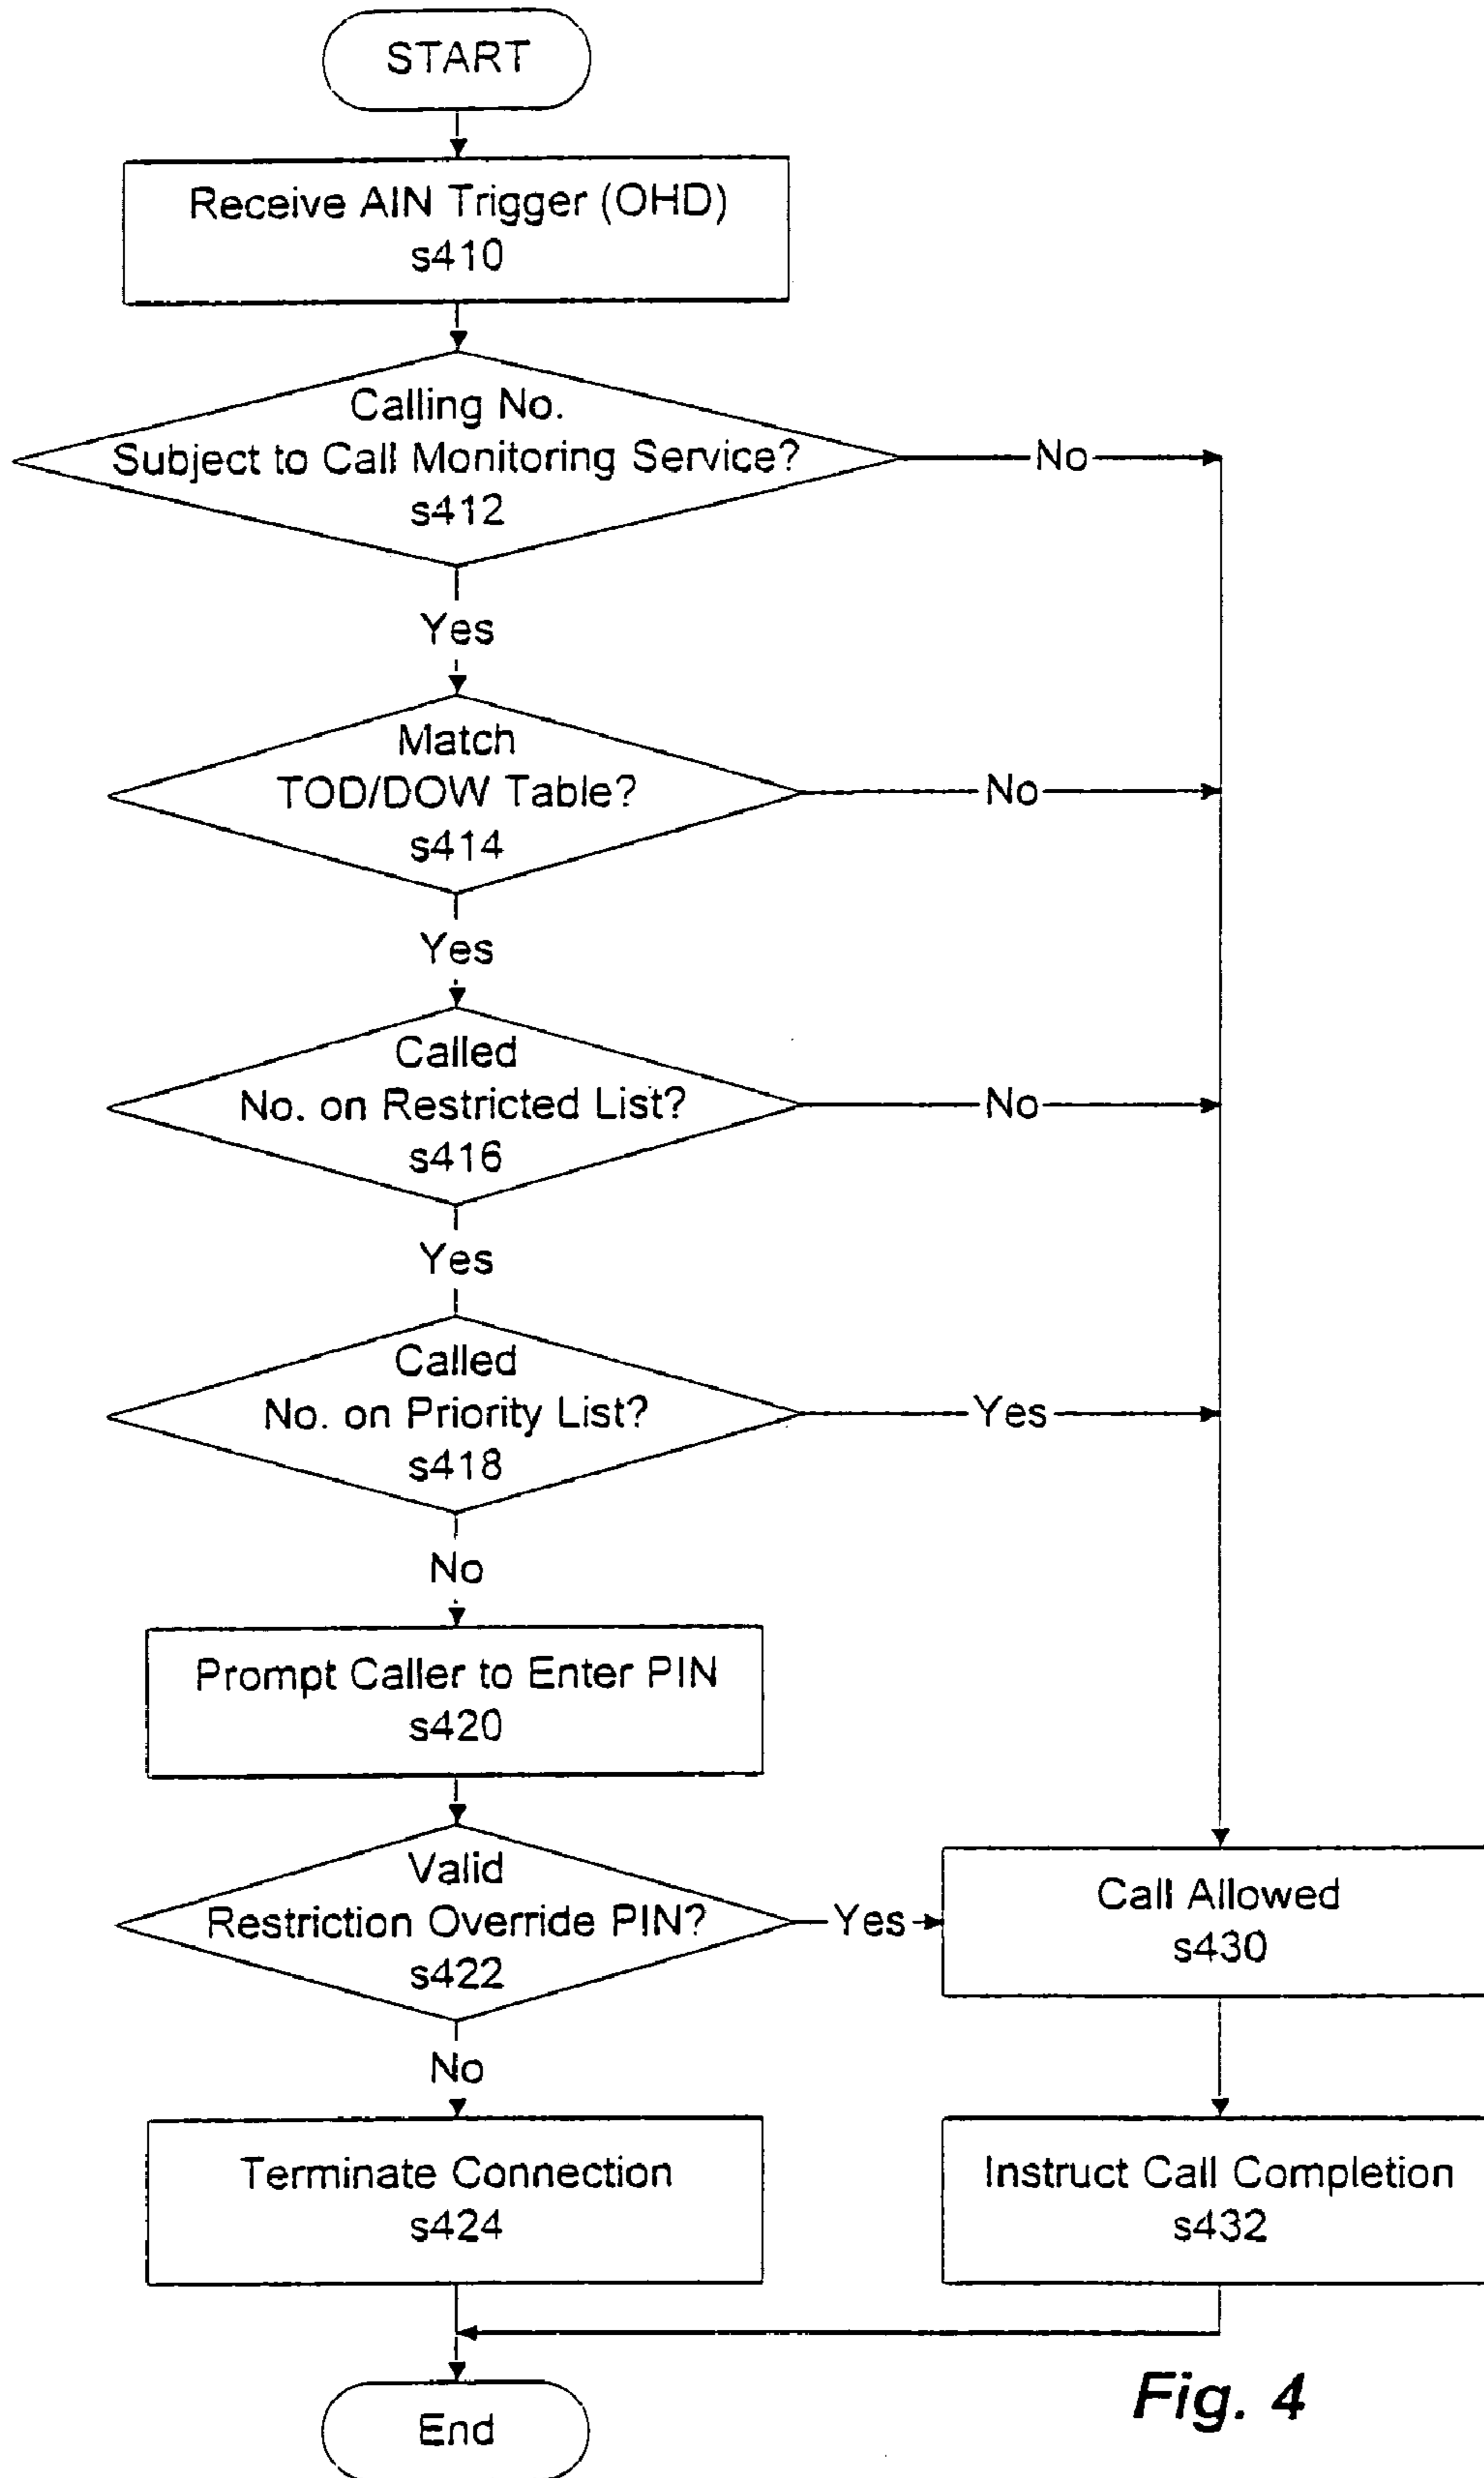 START
Receive AIN Trigger (OHD)
s410
Calling No.
Subject to Call Monitoring Service?
s412
No
Yes
Match
TOD/DOW Table?
s414
No
Yes
Called
No. on Restricted List?
s416
No
Yes
Called
No. on Priority List?
s418
Yes
No
Prompt Caller to Enter PIN
s420
Valid
Restriction Override PIN?
s422
Yes
Call Allowed
s430
No
Terminate Connection
s424
Instruct Call Completion
s432
End
Fig. 4